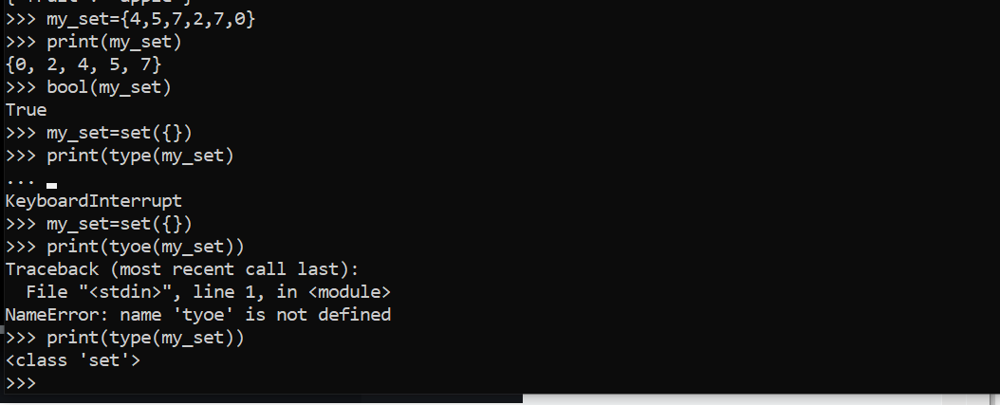 >>> my_set={4,5,7,2,7,0}
>>> print(my_set)
{0, 2, 4, 5, 7}
>>> bool(my_set)
True
>>> my_set=set({})
>>> print(type(my_set)
...
KeyboardInterrupt
>>> my_set=set({})
>>> print(tyoe(my_set))
Traceback (most recent call last):
  File "<stdin>", line 1, in <module>
NameError: name 'tyoe' is not defined
>>> print(type(my_set))
<class 'set'>
>>>